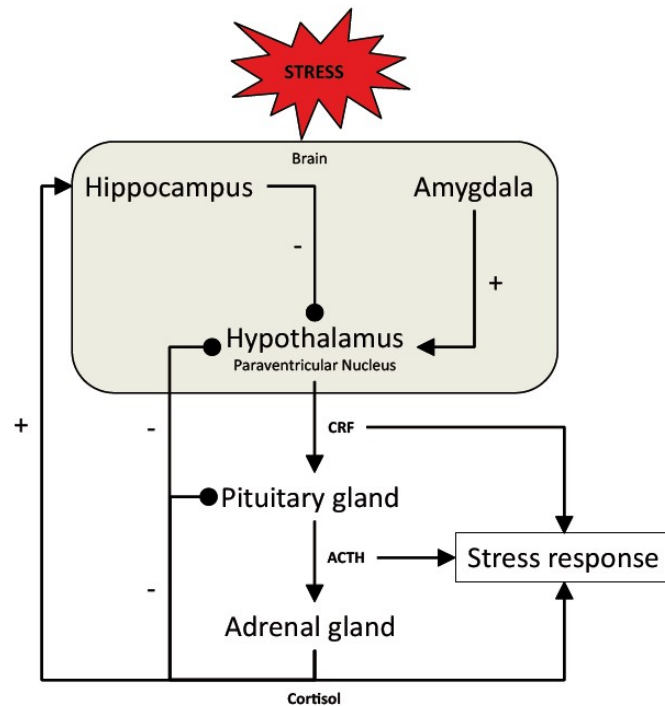 STRESS
Brain
Hippocampus
Amygdala
-
+
Hypothalamus
Paraventricular Nucleus
+
-
CRF
Pituitary gland
ACTH
Stress response
-
Adrenal gland
Cortisol